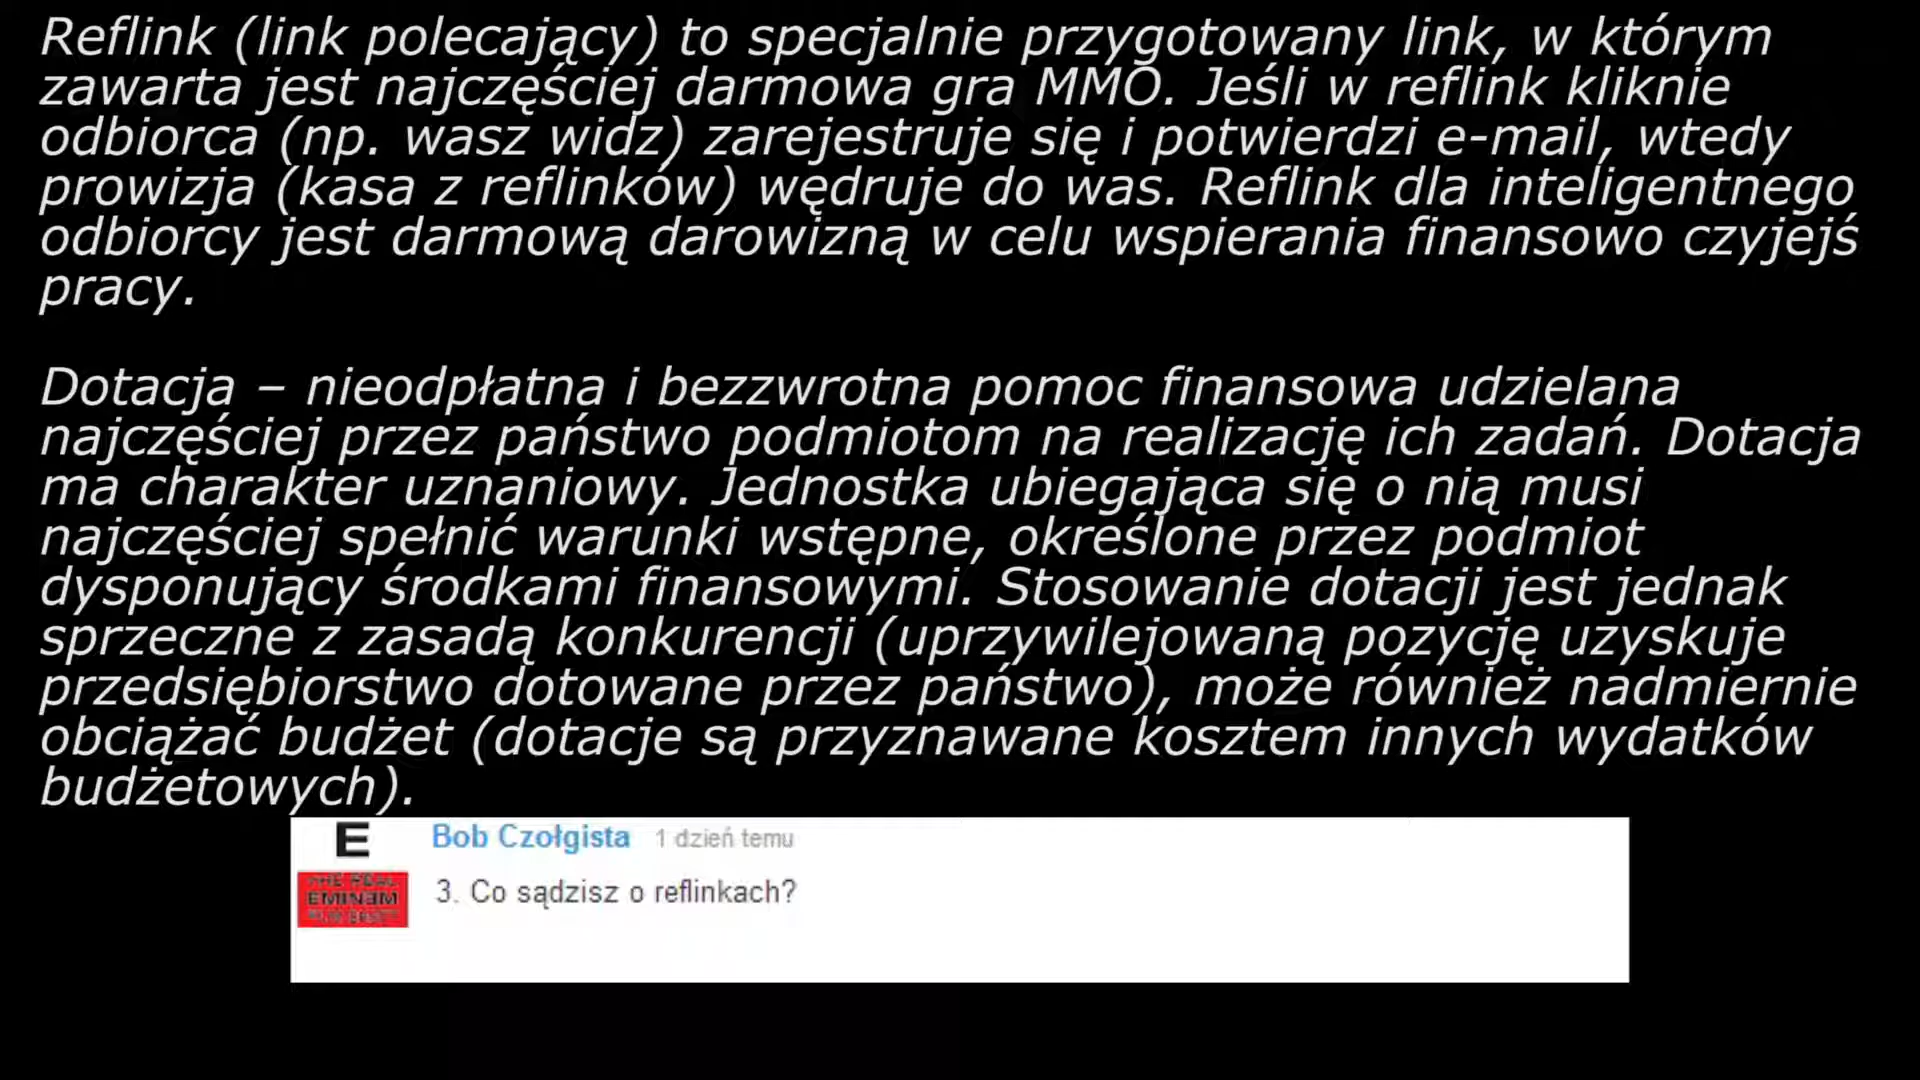 Reflink (link polecający) to specjalnie przygotowany link, w którym
zawarta jest najczęściej darmowa gra MMO. Jeśli w reflink kliknie
odbiorca (np. wasz widz) zarejestruje się i potwierdzi e-mail, wtedy
prowizja (kasa z reflinków) wędruje do was. Reflink dla inteligentnego
odbiorcy jest darmową darowizną w celu wspierania finansowo czyjejś
pracy.
Dotacja – nieodpłatna i bezzwrotna pomoc finansowa udzielana
najczęściej przez państwo podmiotom na realizację ich zadań. Dotacja
ma charakter uznaniowy. Jednostka ubiegająca się o nią musi
najczęściej spełnić warunki wstępne, określone przez podmiot
dysponujący środkami finansowymi. Stosowanie dotacji jest jednak
sprzeczne z zasadą konkurencji (uprzywilejowaną pozycję uzyskuje
przedsiębiorstwo dotowane przez państwo), może również nadmiernie
obciążać budżet (dotacje są przyznawane kosztem innych wydatków
budżetowych).
E
Bob Czołgista 1 dzień temu
THE REAL
EMINEM
3. Co sądzisz o reflinkach?